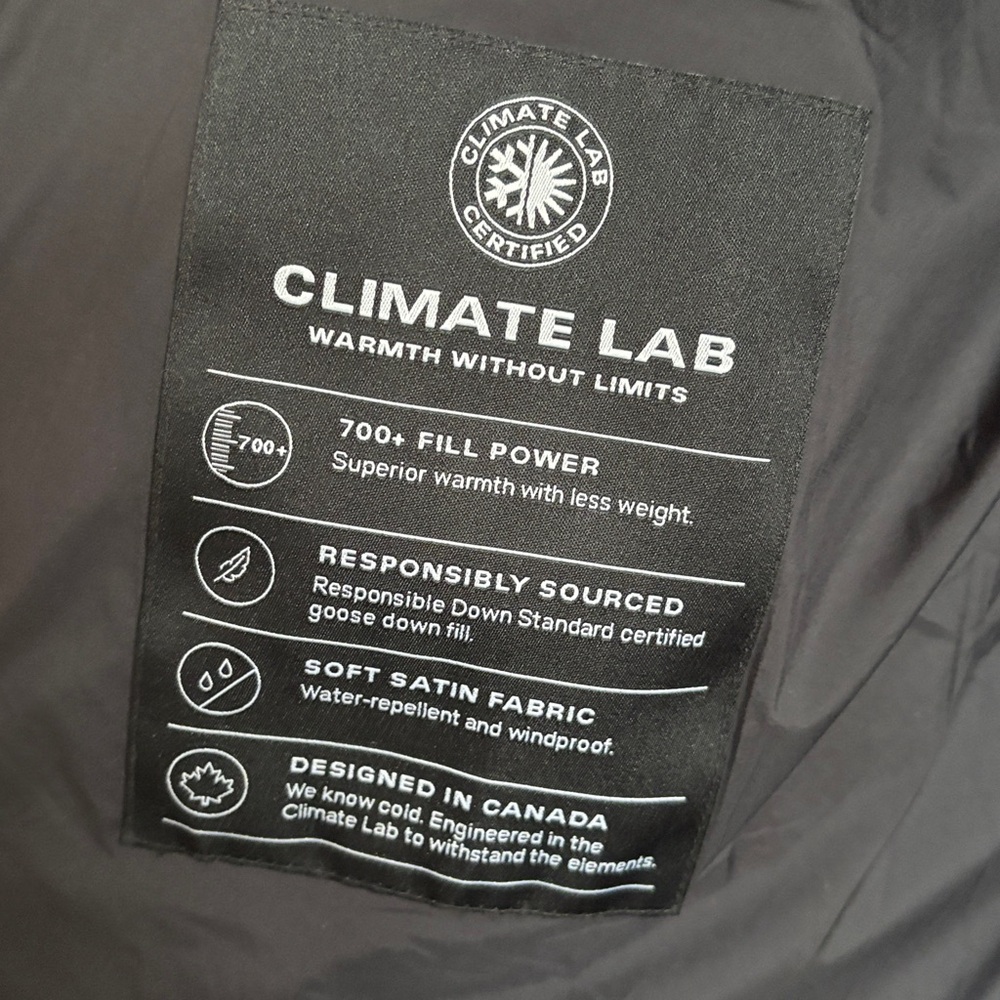 CLIMATE LAB
CERTIFIED
CLIMATE LAB
WARMTH WITHOUT LIMITS
700+
700+ FILL POWER
Superior warmth with less weight.
RESPONSIBLY SOURCED
Responsible Down Standard certified
goose down fill.
SOFT SATIN FABRIC
Water-repellent and windproof.
DESIGNED IN CANADA
We know cold. Engineered in the
Climate Lab to withstand the elements.